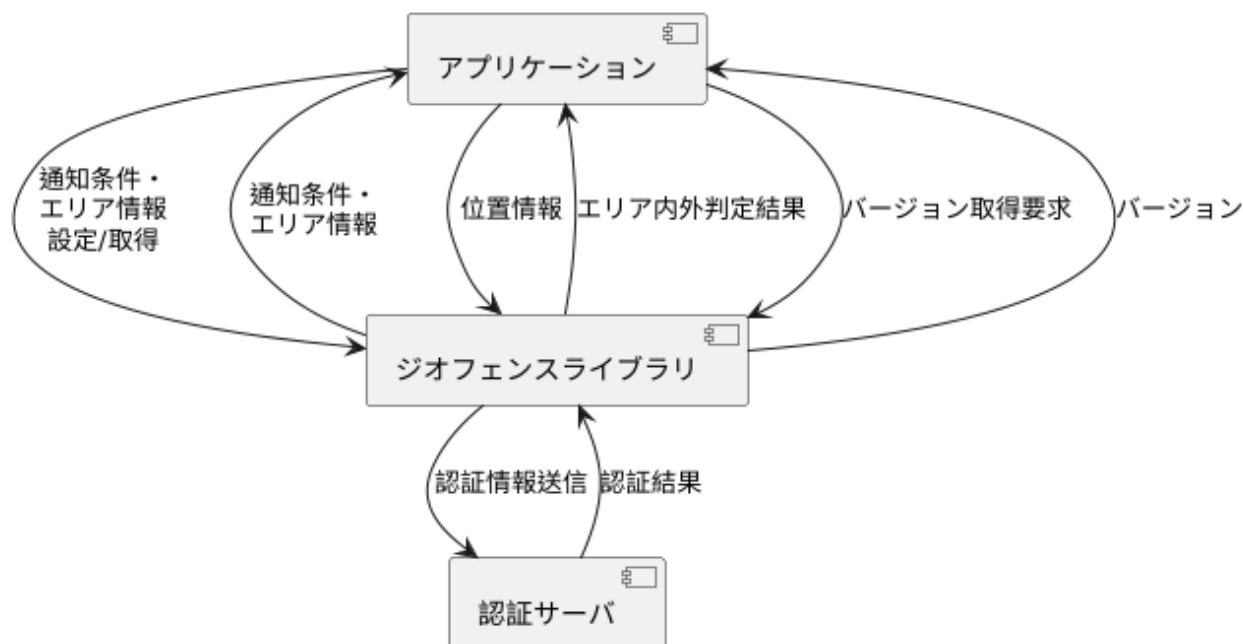 アプリケーション
通知条件・
エリア情報
設定/取得
通知条件・
エリア情報
位置情報
エリア内外判定結果
バージョン取得要求
バージョン
ジオフェンスライブラリ
認証情報送信
認証結果
認証サーバ